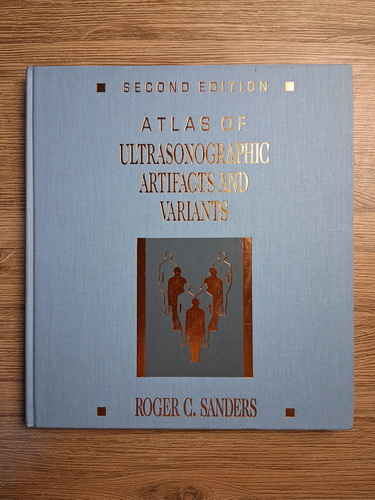 SECOND EDITION
ATLAS OF
ULTRASONOGRAPHIC
ARTIFACTS AND
VARIANTS
ROGER C. SANDERS